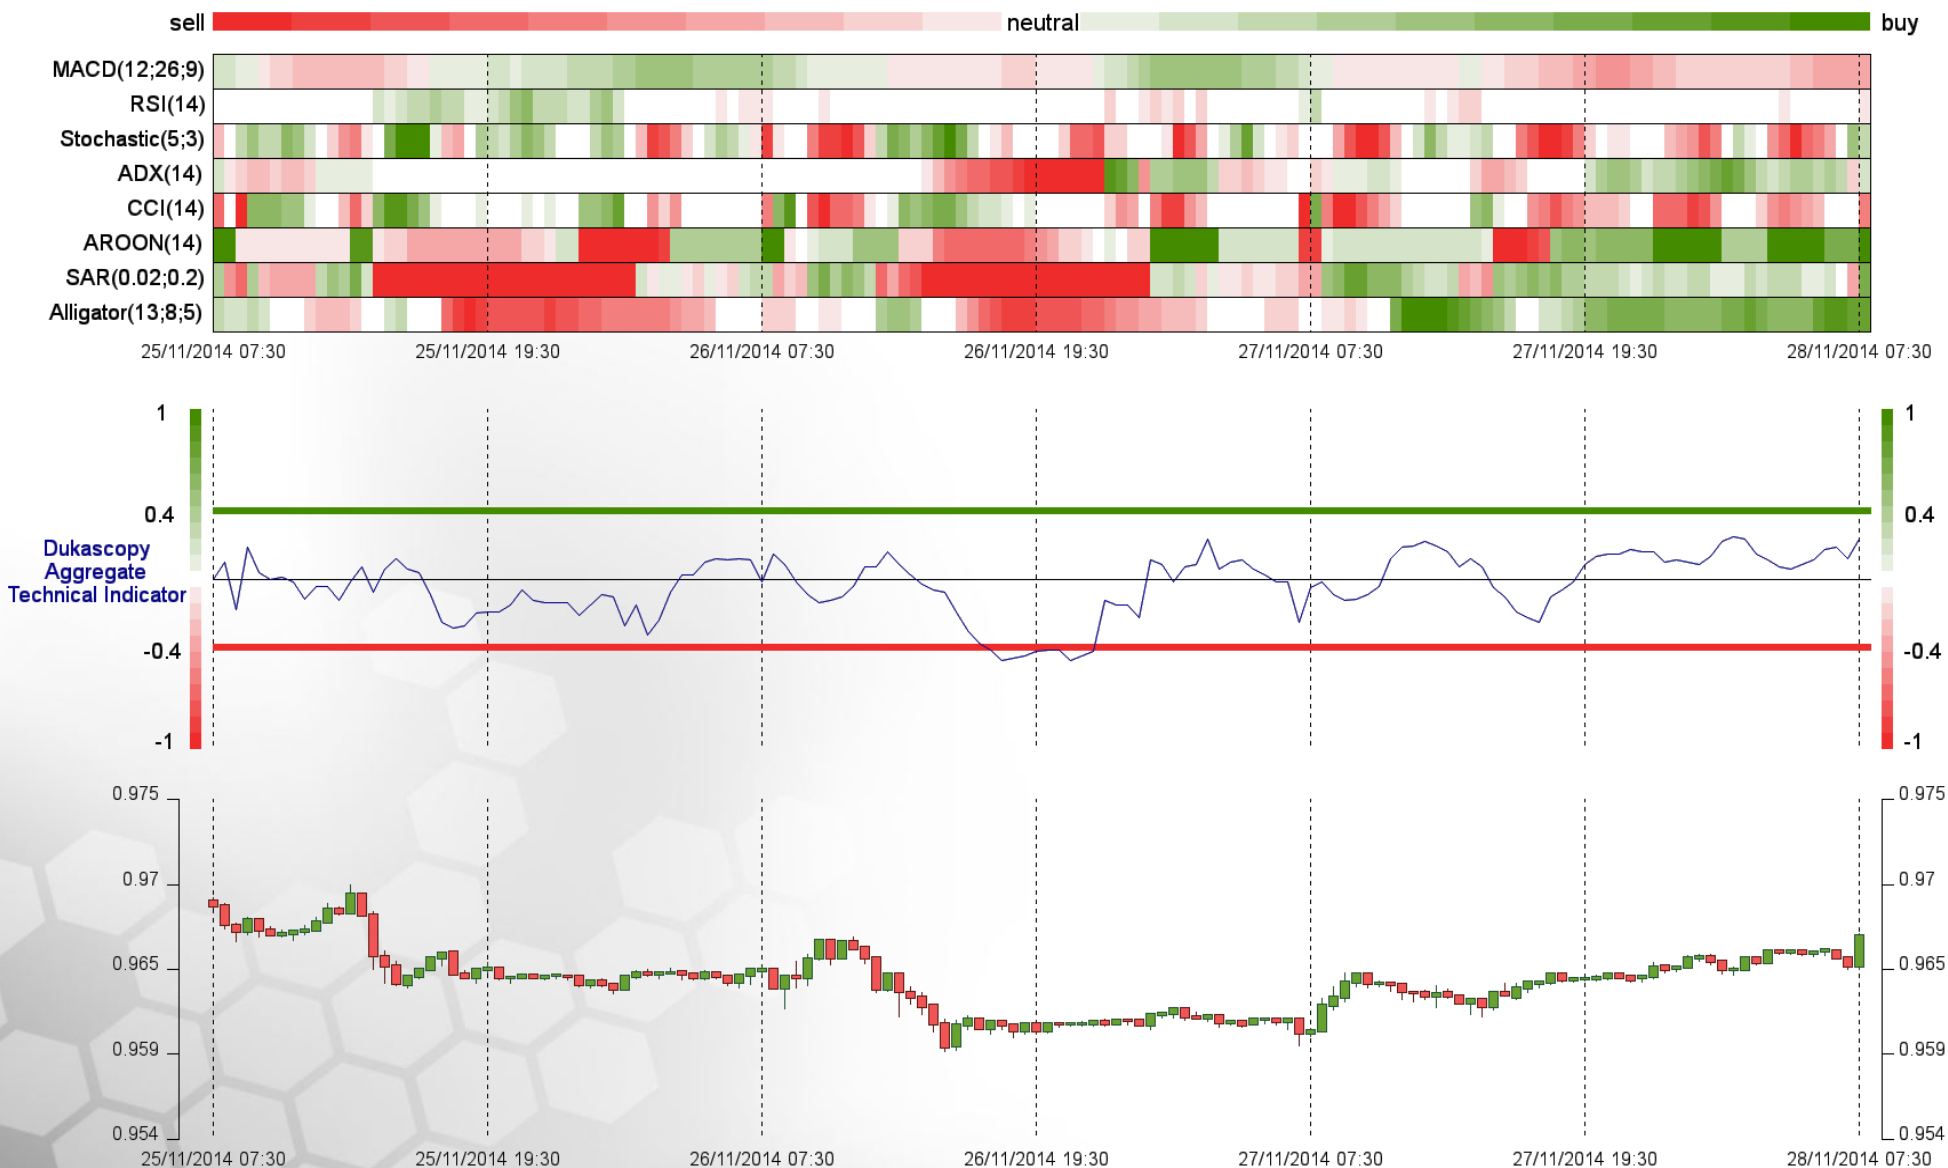 sell neutral buy
MACD(12;26;9)
RSI(14)
Stochastic(5;3)
ADX(14)
CCI(14)
AROON(14)
SAR(0.02;0.2)
Alligator(13;8;5)
25/11/2014 07:30 25/11/2014 19:30 26/11/2014 07:30 26/11/2014 19:30 27/11/2014 07:30 27/11/2014 19:30 28/11/2014 07:30
1 1
0.4 0.4
Dukascopy
Aggregate
Technical Indicator
-0.4 -0.4
-1 -1
0.975 0.975
0.97 0.97
0.965 0.965
0.959 0.959
0.954 0.954
25/11/2014 07:30 25/11/2014 19:30 26/11/2014 07:30 26/11/2014 19:30 27/11/2014 07:30 27/11/2014 19:30 28/11/2014 07:30